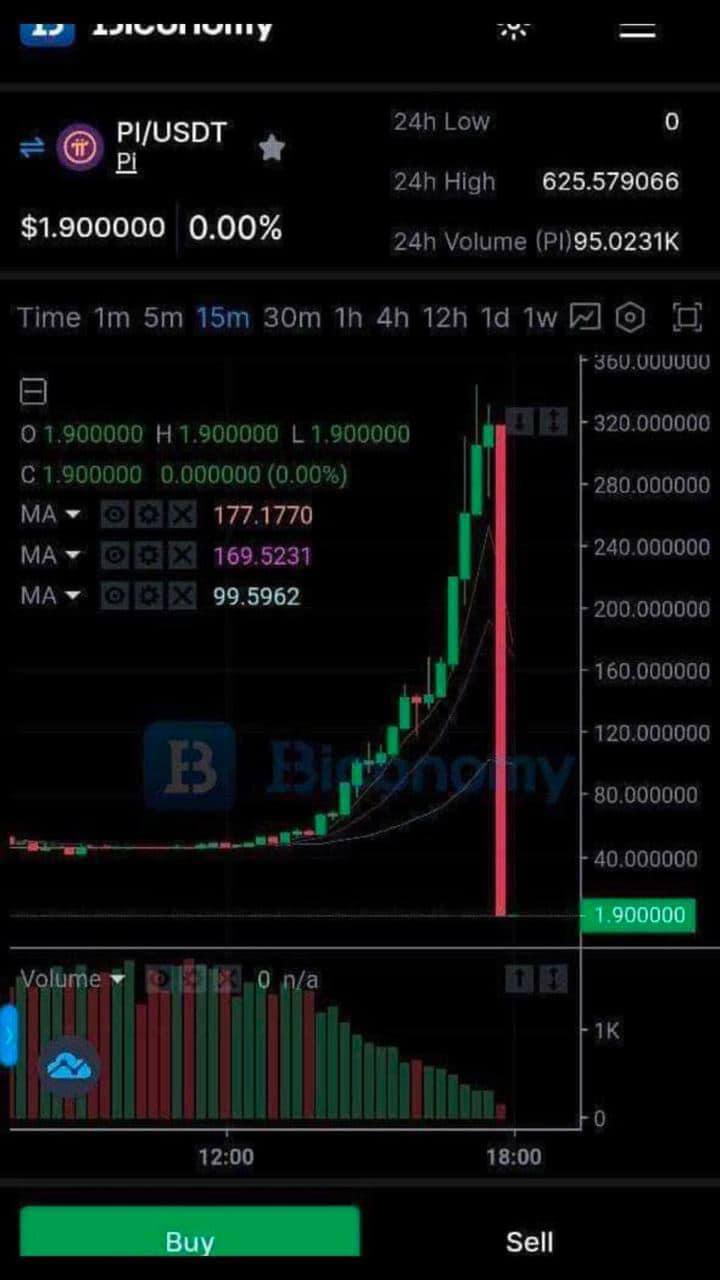 Biconomy
PI/USDT
Pi
$1.900000 0.00%
24h Low 0
24h High 625.579066
24h Volume (PI)95.0231K
Time 1m 5m 15m 30m 1h 4h 12h 1d 1w
O 1.900000 H 1.900000 L 1.900000
C 1.900000 0.000000 (0.00%)
MA 177.1770
MA 169.5231
MA 99.5962
360.000000
320.000000
280.000000
240.000000
200.000000
160.000000
120.000000
80.000000
40.000000
1.900000
Biconomy
Volume 0 n/a
1K
0
12:00 18:00
Buy Sell